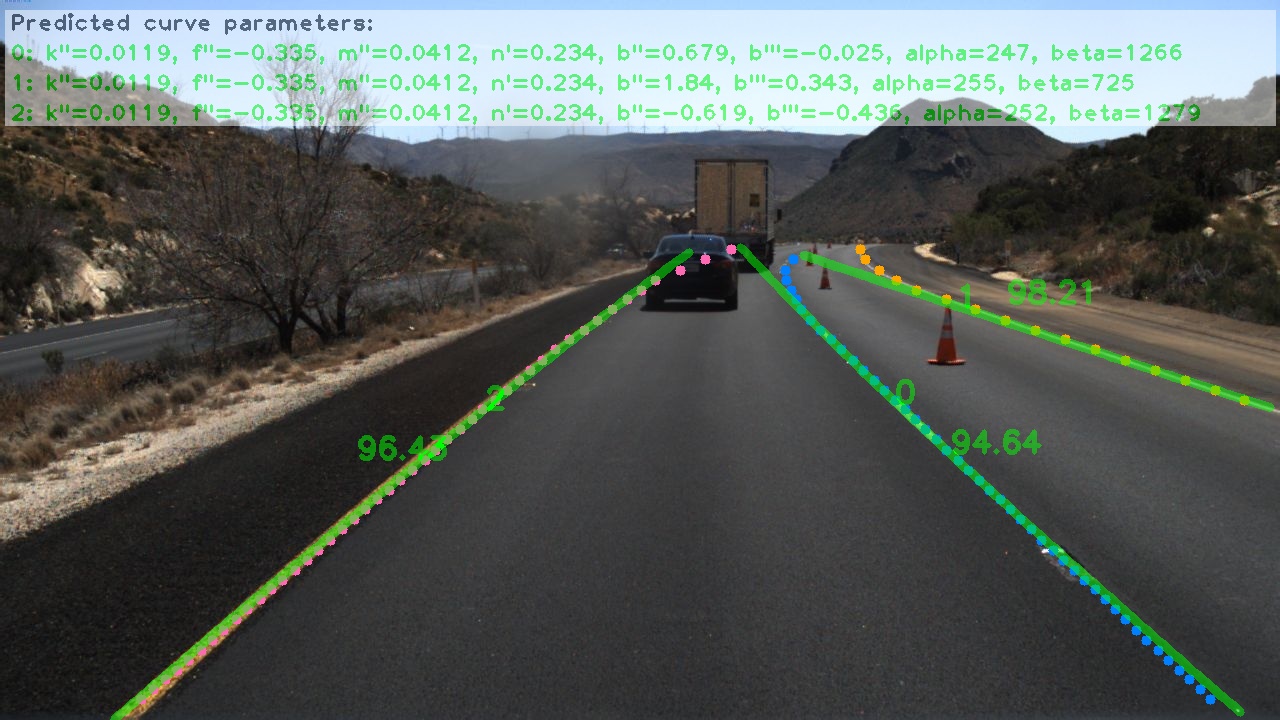 Predicted curve parameters:
0: k''=0.0119, f''=-0.335, m''=0.0412, n'=0.234, b''=0.679, b'''=-0.025, alpha=247, beta=1266
1: k''=0.0119, f''=-0.335, m''=0.0412, n'=0.234, b''=1.84, b'''=0.343, alpha=255, beta=725
2: k''=0.0119, f''=-0.335, m''=0.0412, n'=0.234, b''=-0.619, b'''=-0.436, alpha=252, beta=1279
1 98.21
2
0
96.43
94.64